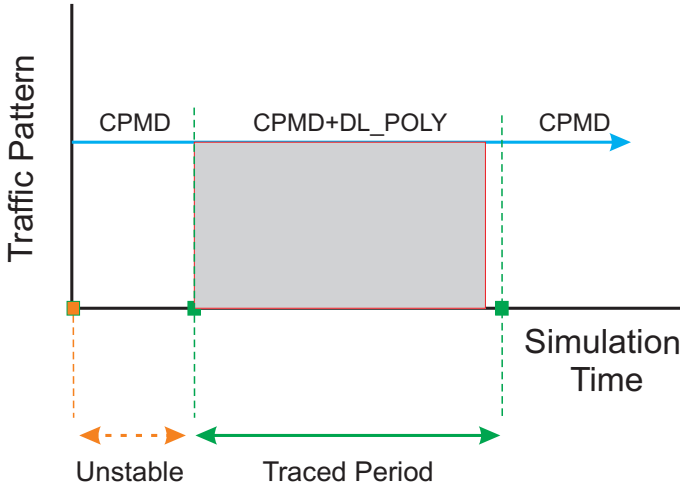 Traffic Pattern
CPMD
CPMD+DL_POLY
CPMD
Simulation
Time
Unstable
Traced Period